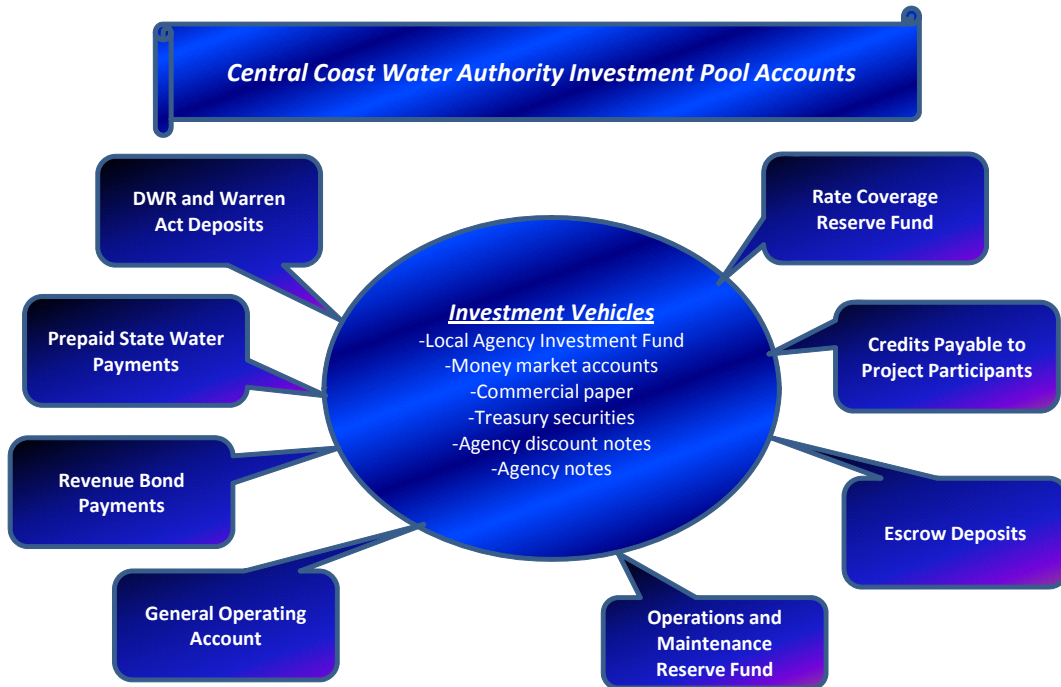 Central Coast Water Authority Investment Pool Accounts
DWR and Warren
Act Deposits
Rate Coverage
Reserve Fund
Prepaid State Water
Payments
Investment Vehicles
-Local Agency Investment Fund
-Money market accounts
-Commercial paper
-Treasury securities
-Agency discount notes
-Agency notes
Credits Payable to
Project Participants
Revenue Bond
Payments
Escrow Deposits
General Operating
Account
Operations and
Maintenance
Reserve Fund